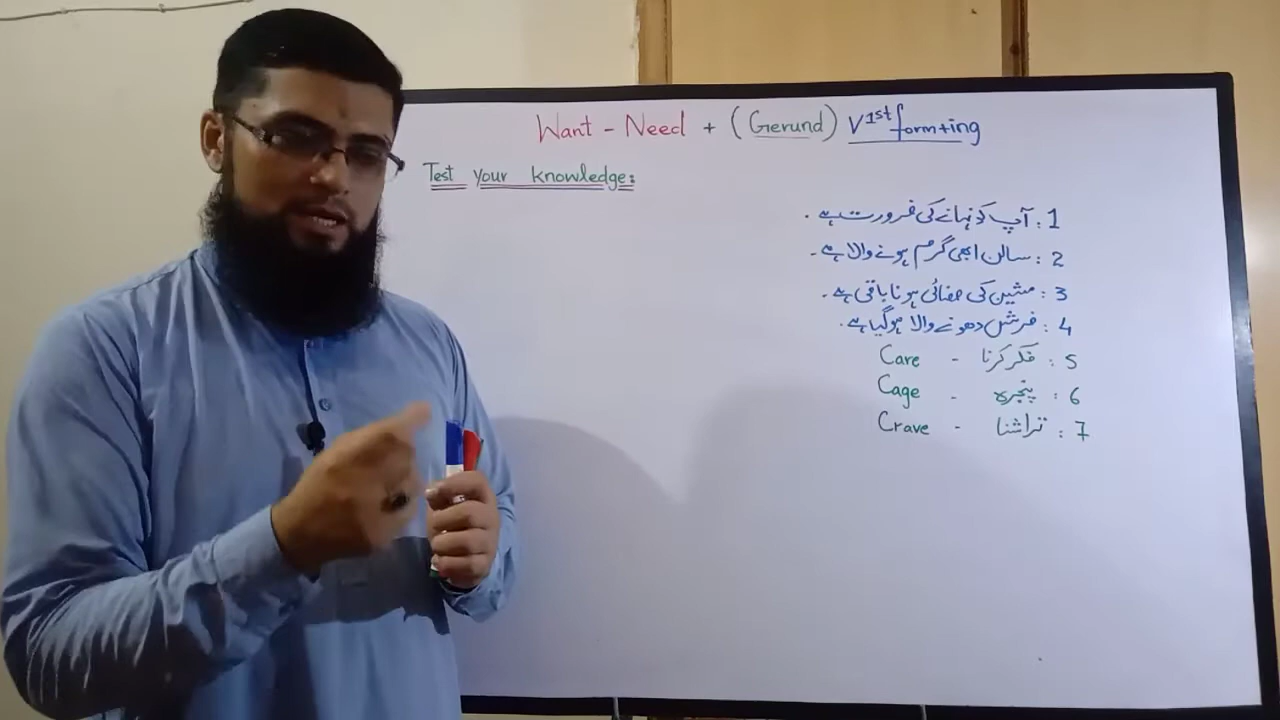 Want - Need + (Gerund) V1st form+ing
Test your knowledge:
1: آپ کو نہانے کی ضرورت ہے۔
2: سالن ابھی گرم ہونے والا ہے۔
3: مشین کی صفائی ہونا باقی ہے۔
4: فرش دھونے والا ہوگیا ہے۔
5: فکر کرنا - Care
6: پنجرہ - Cage
7: تراشنا - Crave